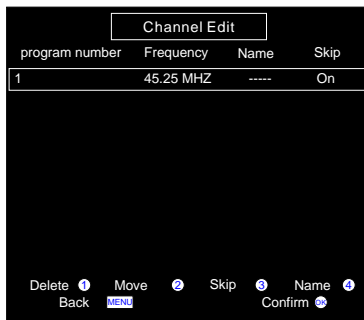 Channel Edit
program number Frequency Name Skip
1 45.25 MHZ ----- On
Delete 1 Move 2 Skip 3 Name 4
Back MENU Confirm OK